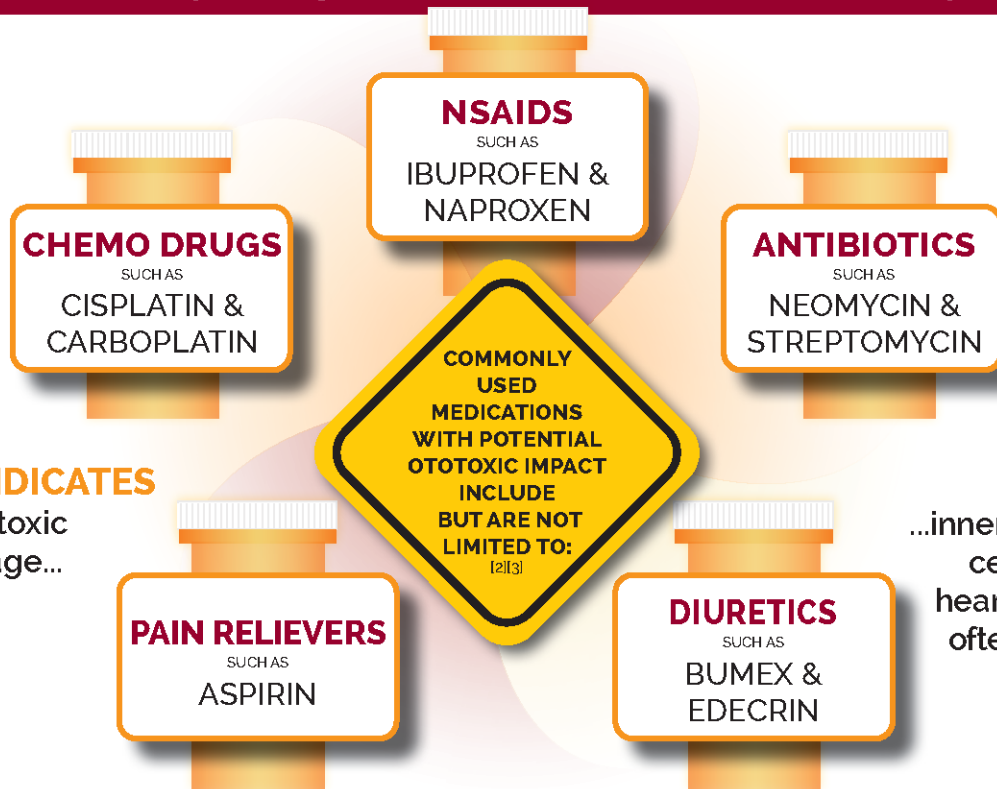 NSAIDS
SUCH AS
IBUPROFEN &
NAPROXEN
CHEMO DRUGS
SUCH AS
CISPLATIN &
CARBOPLATIN
ANTIBIOTICS
SUCH AS
NEOMYCIN &
STREPTOMYCIN
COMMONLY
USED
MEDICATIONS
WITH POTENTIAL
OTOTOXIC IMPACT
INCLUDE
BUT ARE NOT
LIMITED TO:
[2][3]
DICATES
toxic
ge...
...inner
ce
hear
ofte
PAIN RELIEVERS
SUCH AS
ASPIRIN
DIURETICS
SUCH AS
BUMEX &
EDECRIN